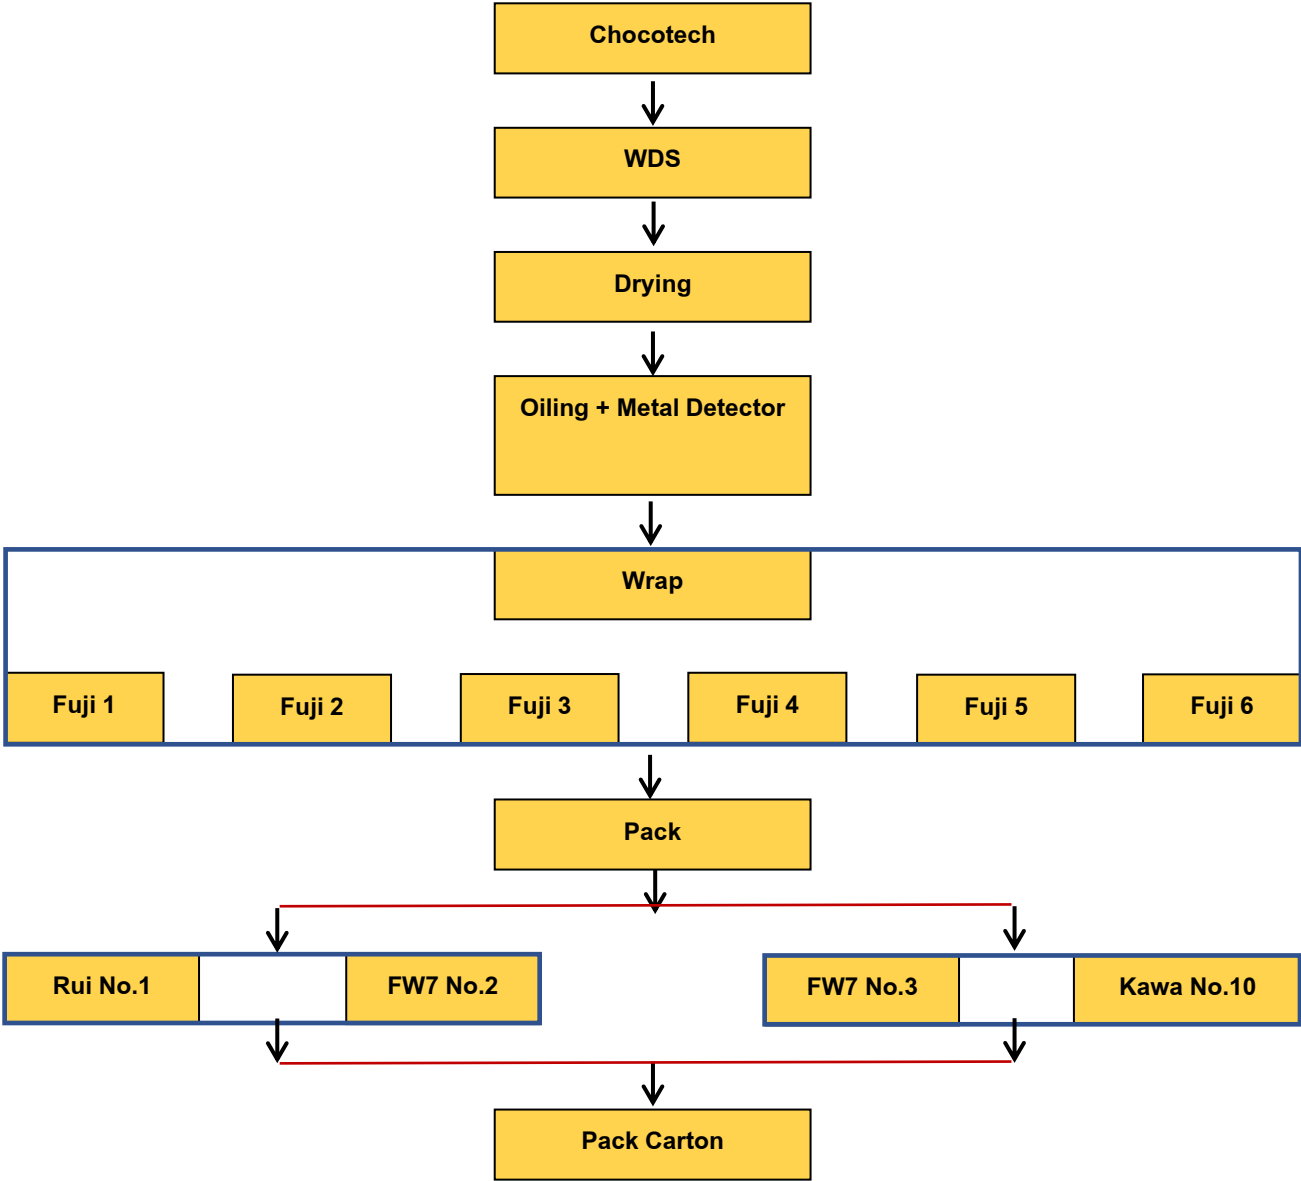 Chocotech
WDS
Drying
Oiling + Metal Detector
Wrap
Fuji 1
Fuji 2
Fuji 3
Fuji 4
Fuji 5
Fuji 6
Pack
Rui No.1
FW7 No.2
FW7 No.3
Kawa No.10
Pack Carton